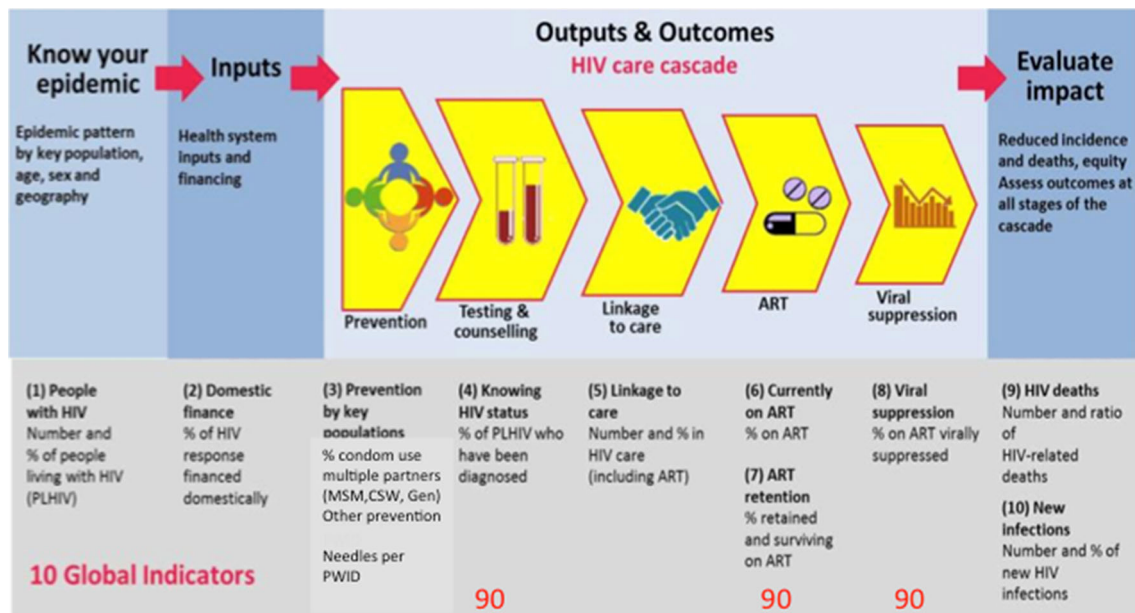 Know your
epidemic
Epidemic pattern
by key population,
age, sex and
geography
Inputs
Health system
inputs and
financing
Outputs & Outcomes
HIV care cascade
Prevention
Testing &
counselling
Linkage
to care
ART
Viral
suppression
Evaluate
impact
Reduced incidence
and deaths, equity
Assess outcomes at
all stages of the
cascade
(1) People
with HIV
Number and
% of people
living with HIV
(PLHIV)
(2) Domestic
finance
% of HIV
response
financed
domestically
(3) Prevention
by key
populations
% condom use
multiple partners
(MSM,CSW, Gen)
Other prevention
Needles per
PWID
(4) Knowing
HIV status
% of PLHIV who
have been
diagnosed
(5) Linkage to
care
Number and % in
HIV care
(including ART)
(6) Currently
on ART
% on ART
(7) ART
retention
% retained
and surviving
on ART
(8) Viral
suppression
% on ART virally
suppressed
(9) HIV deaths
Number and ratio
of
HIV-related
deaths
(10) New
infections
Number and % of
new HIV
infections
10 Global Indicators
90
90
90